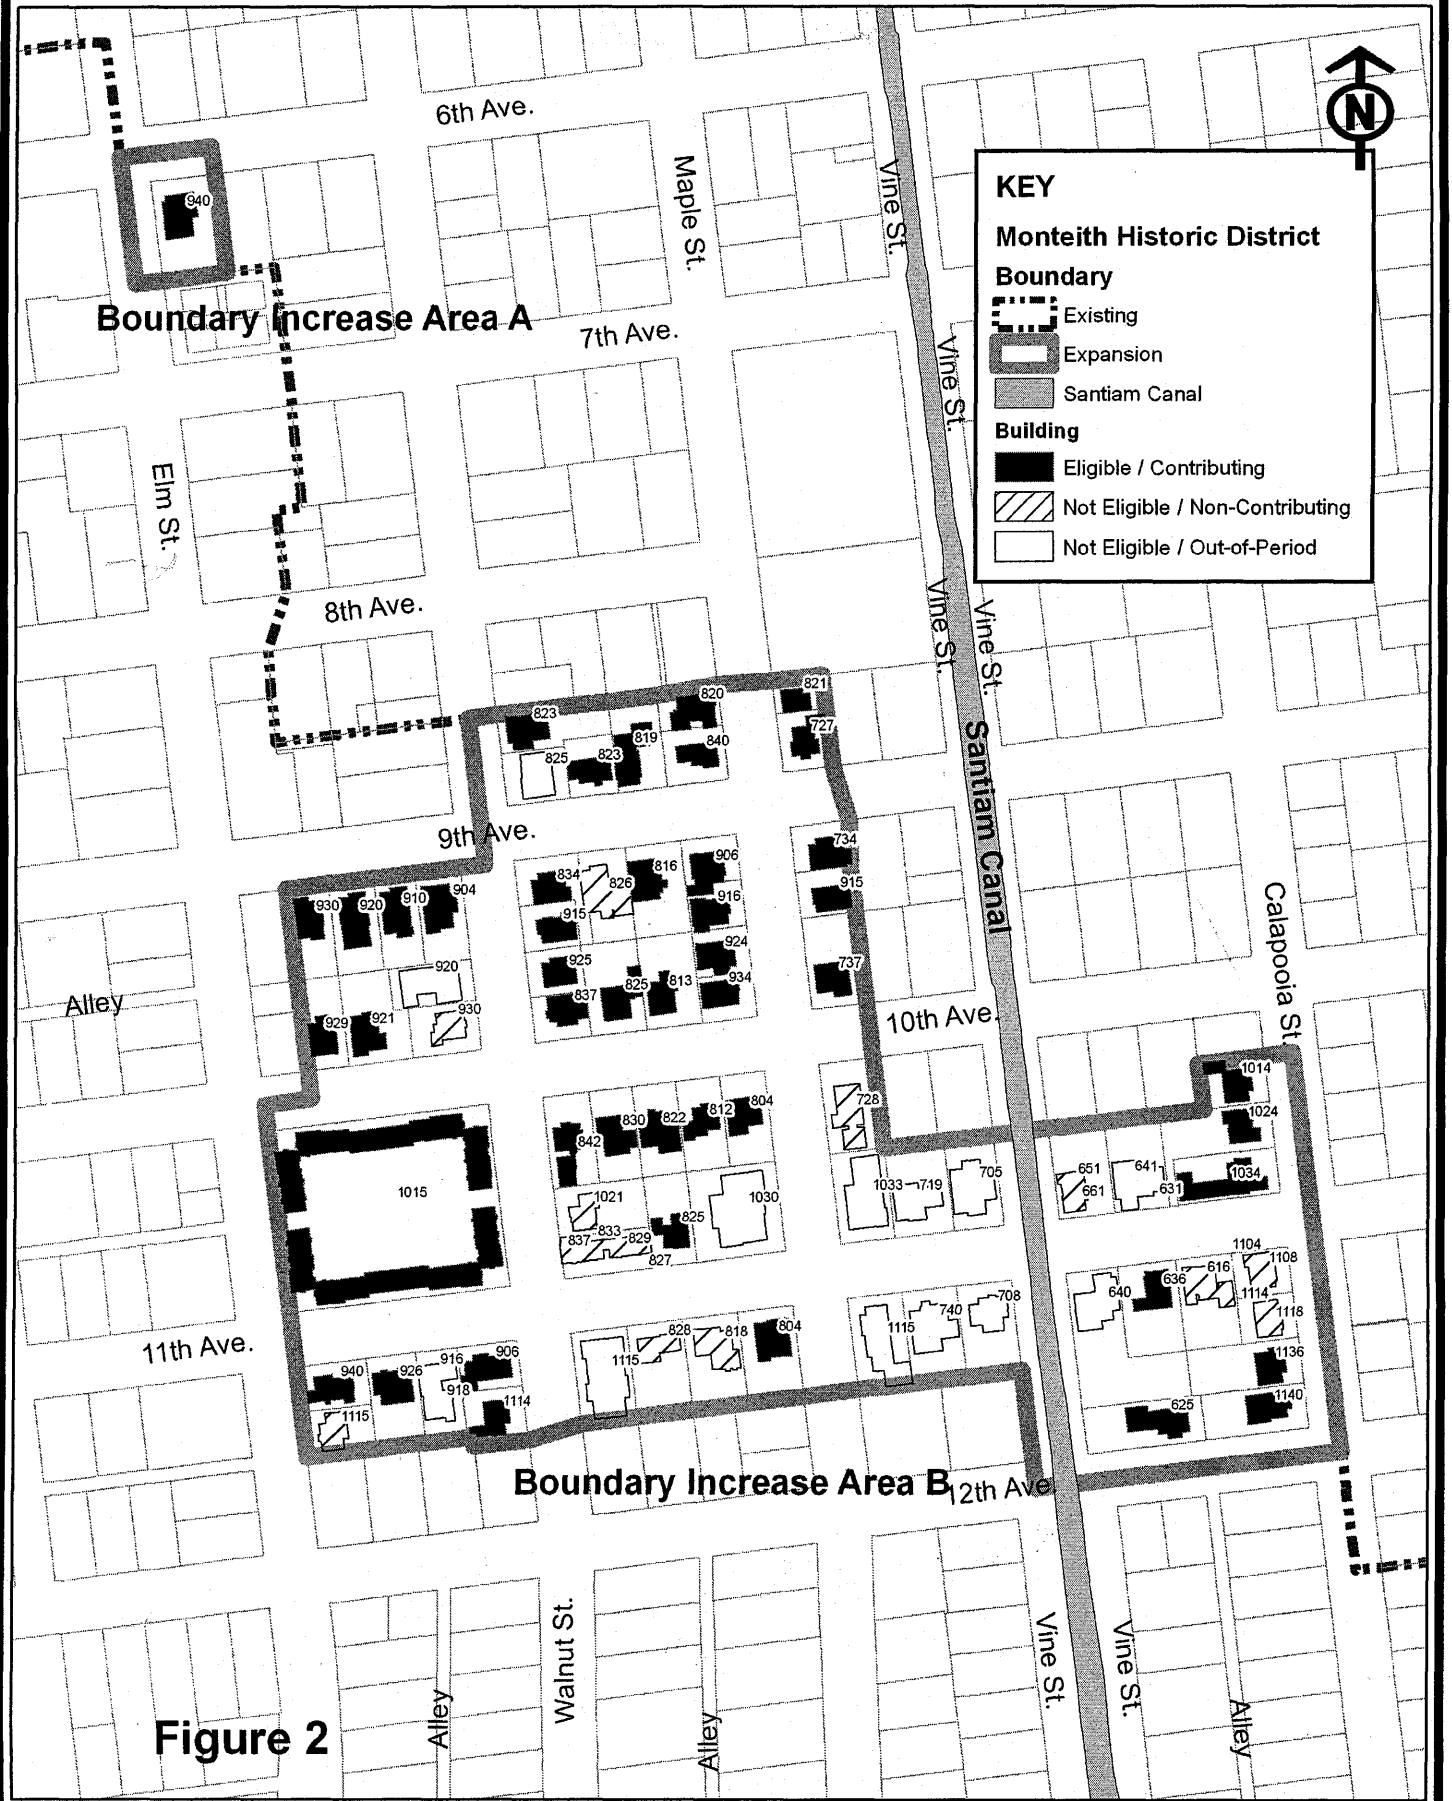 6th Ave.
N
Maple St.
Vine St.
KEY
Monteith Historic District
Boundary
Existing
Expansion
Santiam Canal
Building
Eligible / Contributing
Not Eligible / Non-Contributing
Not Eligible / Out-of-Period
940
Boundary Increase Area A
7th Ave.
Vine St.
Elm St.
8th Ave.
Vine St.
Vine St.
Santiam Canal
823
820
821
825
823
819
840
727
9th Ave.
834
826
816
906
734
930
920
910
904
915
916
915
Calapooia St.
925
924
920
837
825
813
934
737
Alley
929
921
930
10th Ave.
1014
728
842
830
822
812
804
1024
1015
1021
1030
1033
719
705
651
661
641
631
1034
837
833
829
827
825
1104
1108
640
636
616
1114
1118
11th Ave.
940
926
916
918
906
1115
828
818
804
1115
740
708
1136
1115
1114
625
1140
Boundary Increase Area B
12th Ave.
Walnut St.
Vine St.
Vine St.
Alley
Alley
Alley
Figure 2